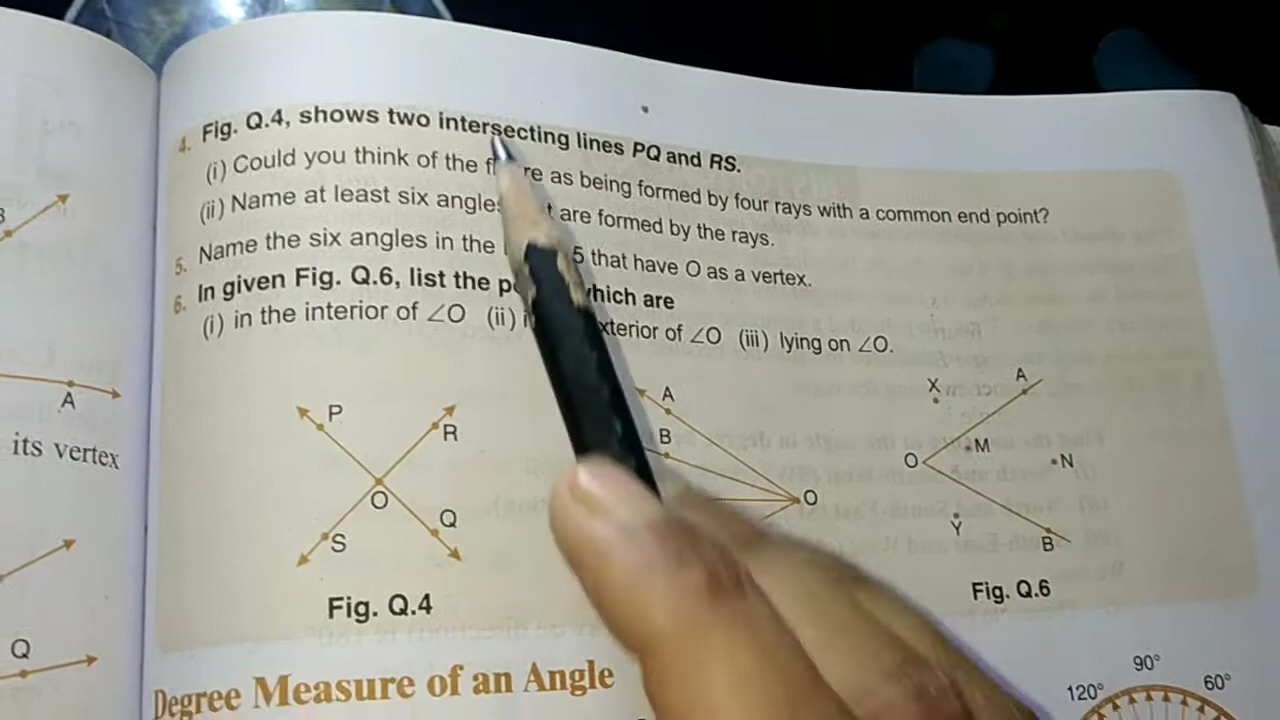 4. Fig. Q.4, shows two intersecting lines PQ and RS.
(i) Could you think of the as being formed by four rays with a common end point?
(ii) Name at least six angles are formed by the rays.
5. Name the six angles in the 5 that have O as a vertex.
6. In given Fig. Q.6, list the which are
(i) in the interior of ∠O (ii) exterior of ∠O (iii) lying on ∠O.
P
R
O
S
Q
Fig. Q.4
A
B
O
X
A
M
N
O
Y
B
Fig. Q.6
Degree Measure of an Angle
120° 90° 60°
A
its vertex
Q